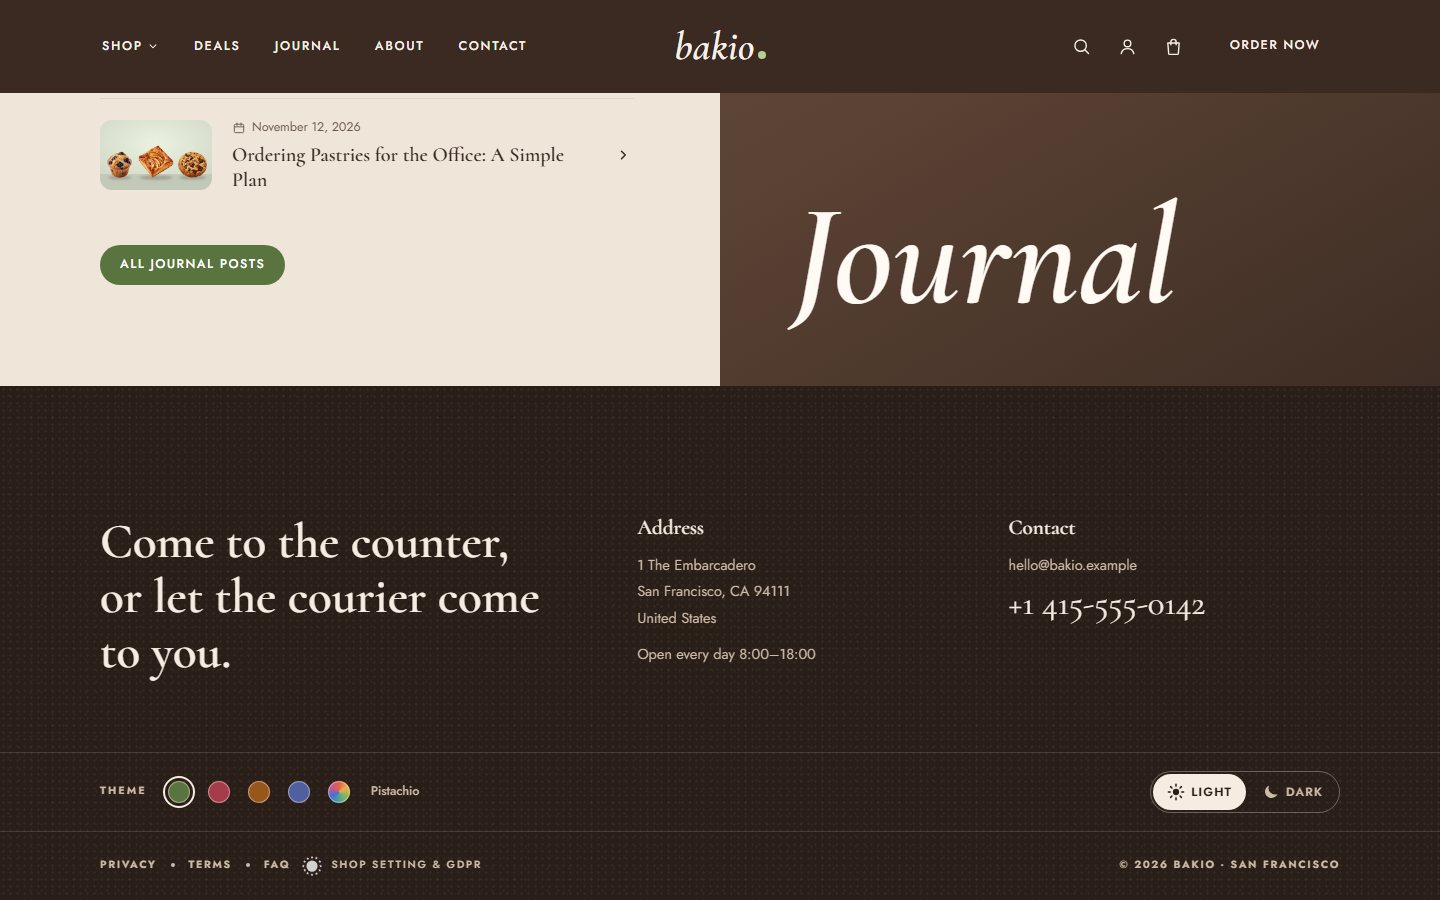 SHOP
DEALS
JOURNAL
ABOUT
CONTACT
bakio.
ORDER NOW
November 12, 2026
Ordering Pastries for the Office: A Simple
Plan
ALL JOURNAL POSTS
Journal
Come to the counter,
or let the courier come
to you.
Address
1 The Embarcadero
San Francisco, CA 94111
United States
Open every day 8:00–18:00
Contact
hello@bakio.example
+1 415-555-0142
THEME
Pistachio
LIGHT
DARK
PRIVACY • TERMS • FAQ
SHOP SETTING & GDPR
© 2026 BAKIO · SAN FRANCISCO